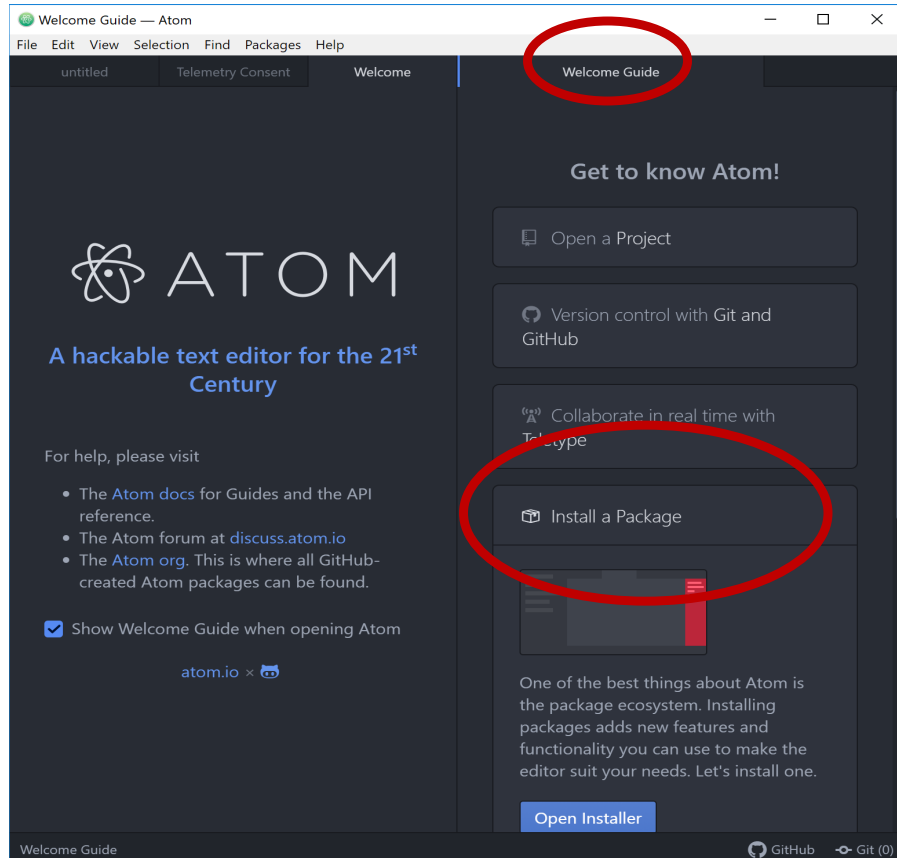 Welcome Guide — Atom
File Edit View Selection Find Packages Help
untitled
Telemetry Consent
Welcome
Welcome Guide
ATOM
A hackable text editor for the 21st
Century
For help, please visit
The Atom docs for Guides and the API
reference.
The Atom forum at discuss.atom.io
The Atom org. This is where all GitHub-
created Atom packages can be found.
Show Welcome Guide when opening Atom
atom.io ×
Get to know Atom!
Open a Project
Version control with Git and
GitHub
Collaborate in real time with
Teletype
Install a Package
One of the best things about Atom is
the package ecosystem. Installing
packages adds new features and
functionality you can use to make the
editor suit your needs. Let's install one.
Open Installer
Welcome Guide
GitHub
Git (0)